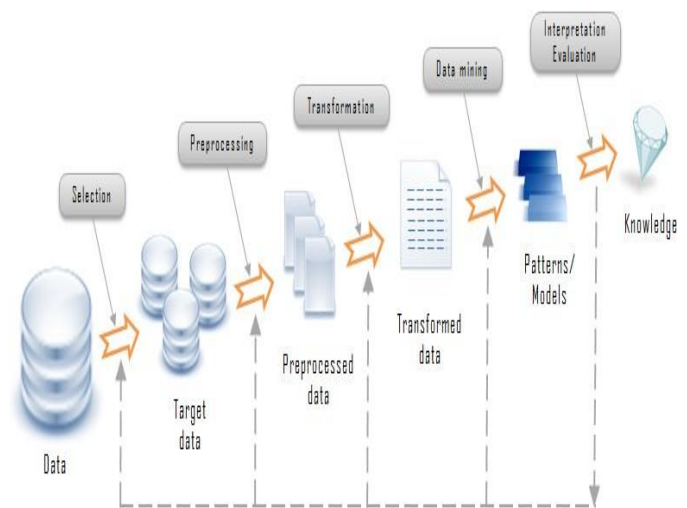 Interpretation
Evaluation
Data mining
Transformation
Preprocessing
Selection
Knowledge
Patterns/
Models
Transformed
data
Preprocessed
data
Target
data
Data